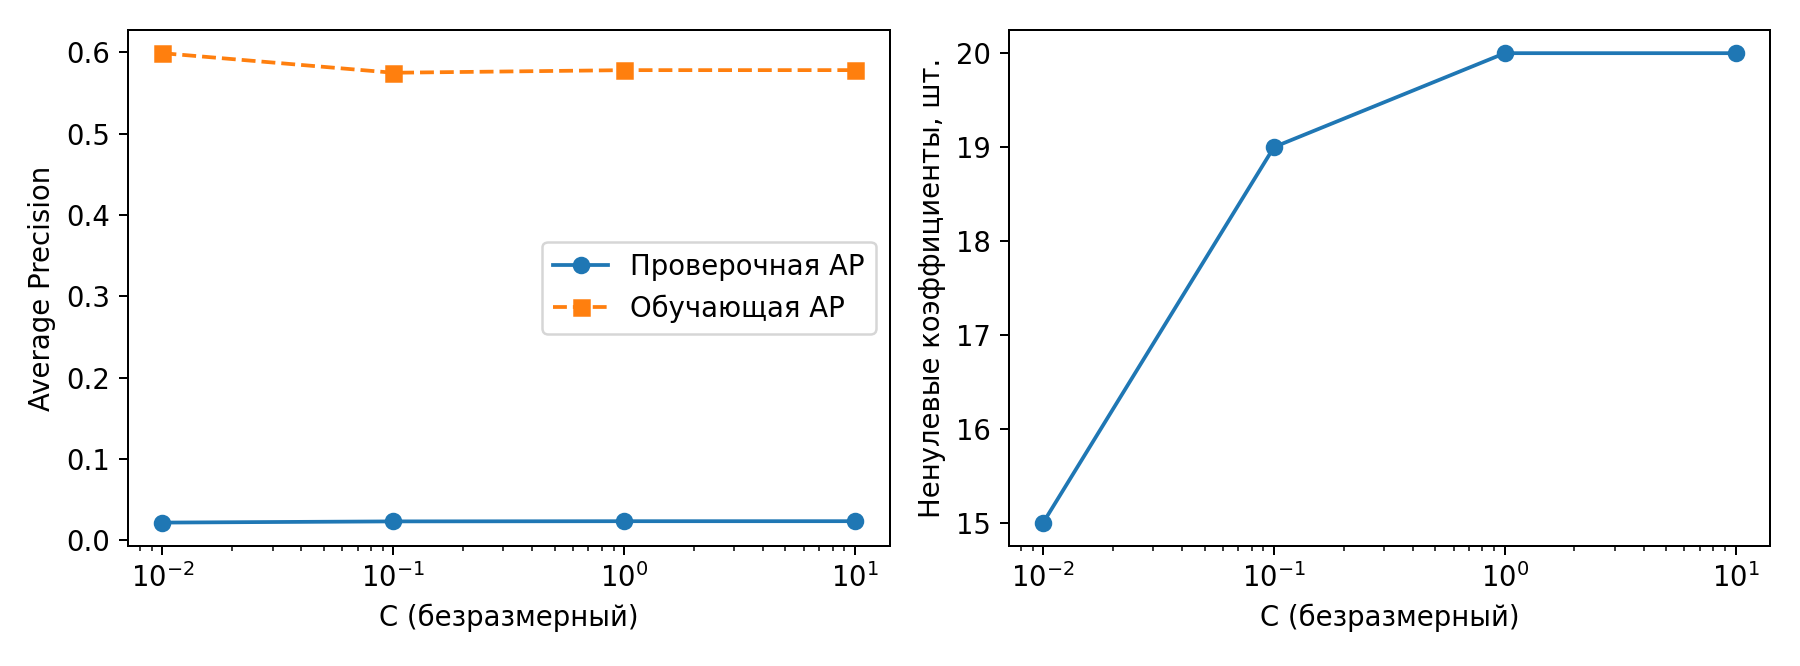 Average Precision
0.6
0.5
0.4
0.3
0.2
0.1
0.0
Проверочная AP
Обучающая AP
10⁻² 10⁻¹ 10⁰ 10¹
C (безразмерный)
Ненулевые коэффициенты, шт.
20
19
18
17
16
15
10⁻² 10⁻¹ 10⁰ 10¹
C (безразмерный)